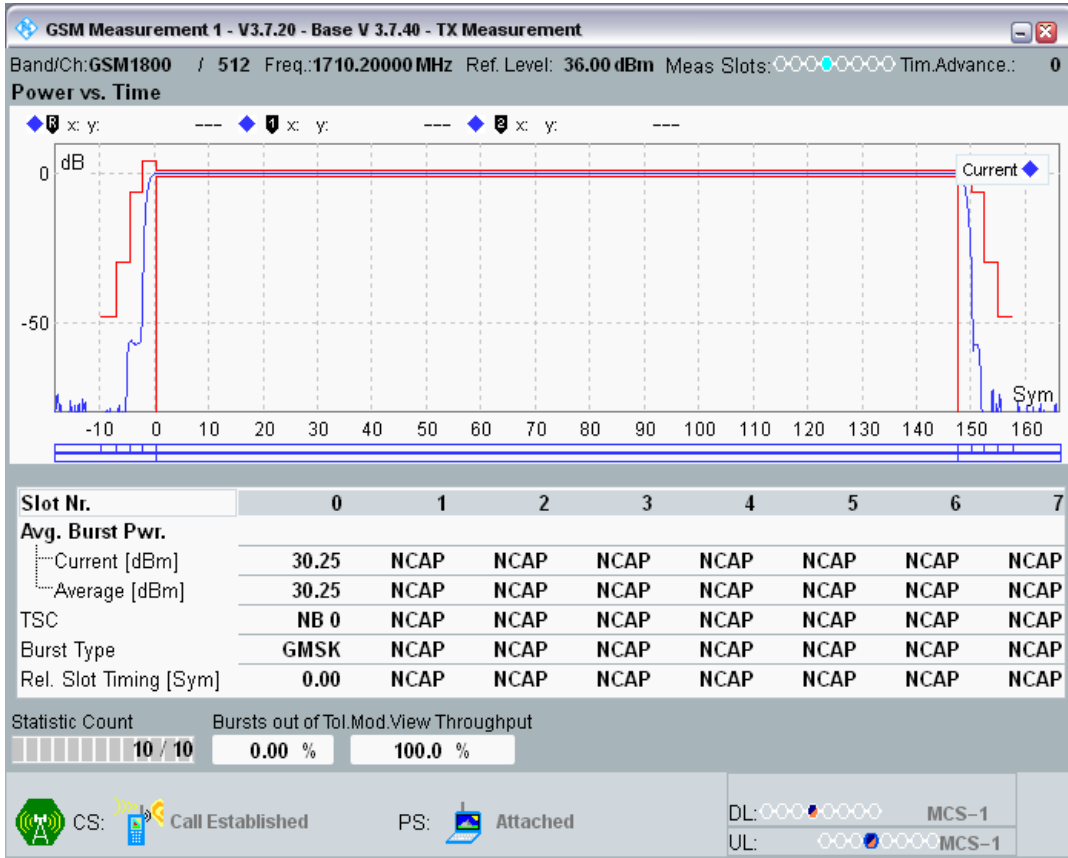 GSM Measurement 1 - V3.7.20 - Base V 3.7.40 - TX Measurement
Band/Ch:GSM1800 / 512 Freq.:1710.20000 MHz Ref. Level: 36.00 dBm Meas Slots: Tim.Advance.: 0
Power vs. Time
R x: y: --- 1 x: y: --- 2 x: y: ---
dB
0
Current
-50
Sym
-10 0 10 20 30 40 50 60 70 80 90 100 110 120 130 140 150 160
Slot Nr. 0 1 2 3 4 5 6 7
Avg. Burst Pwr.
Current [dBm] 30.25 NCAP NCAP NCAP NCAP NCAP NCAP NCAP
Average [dBm] 30.25 NCAP NCAP NCAP NCAP NCAP NCAP NCAP
TSC NB 0 NCAP NCAP NCAP NCAP NCAP NCAP NCAP
Burst Type GMSK NCAP NCAP NCAP NCAP NCAP NCAP NCAP
Rel. Slot Timing [Sym] 0.00 NCAP NCAP NCAP NCAP NCAP NCAP NCAP
Statistic Count Bursts out of Tol.Mod.View Throughput
10 / 10 0.00 % 100.0 %
CS: Call Established PS: Attached
DL: MCS-1
UL: MCS-1